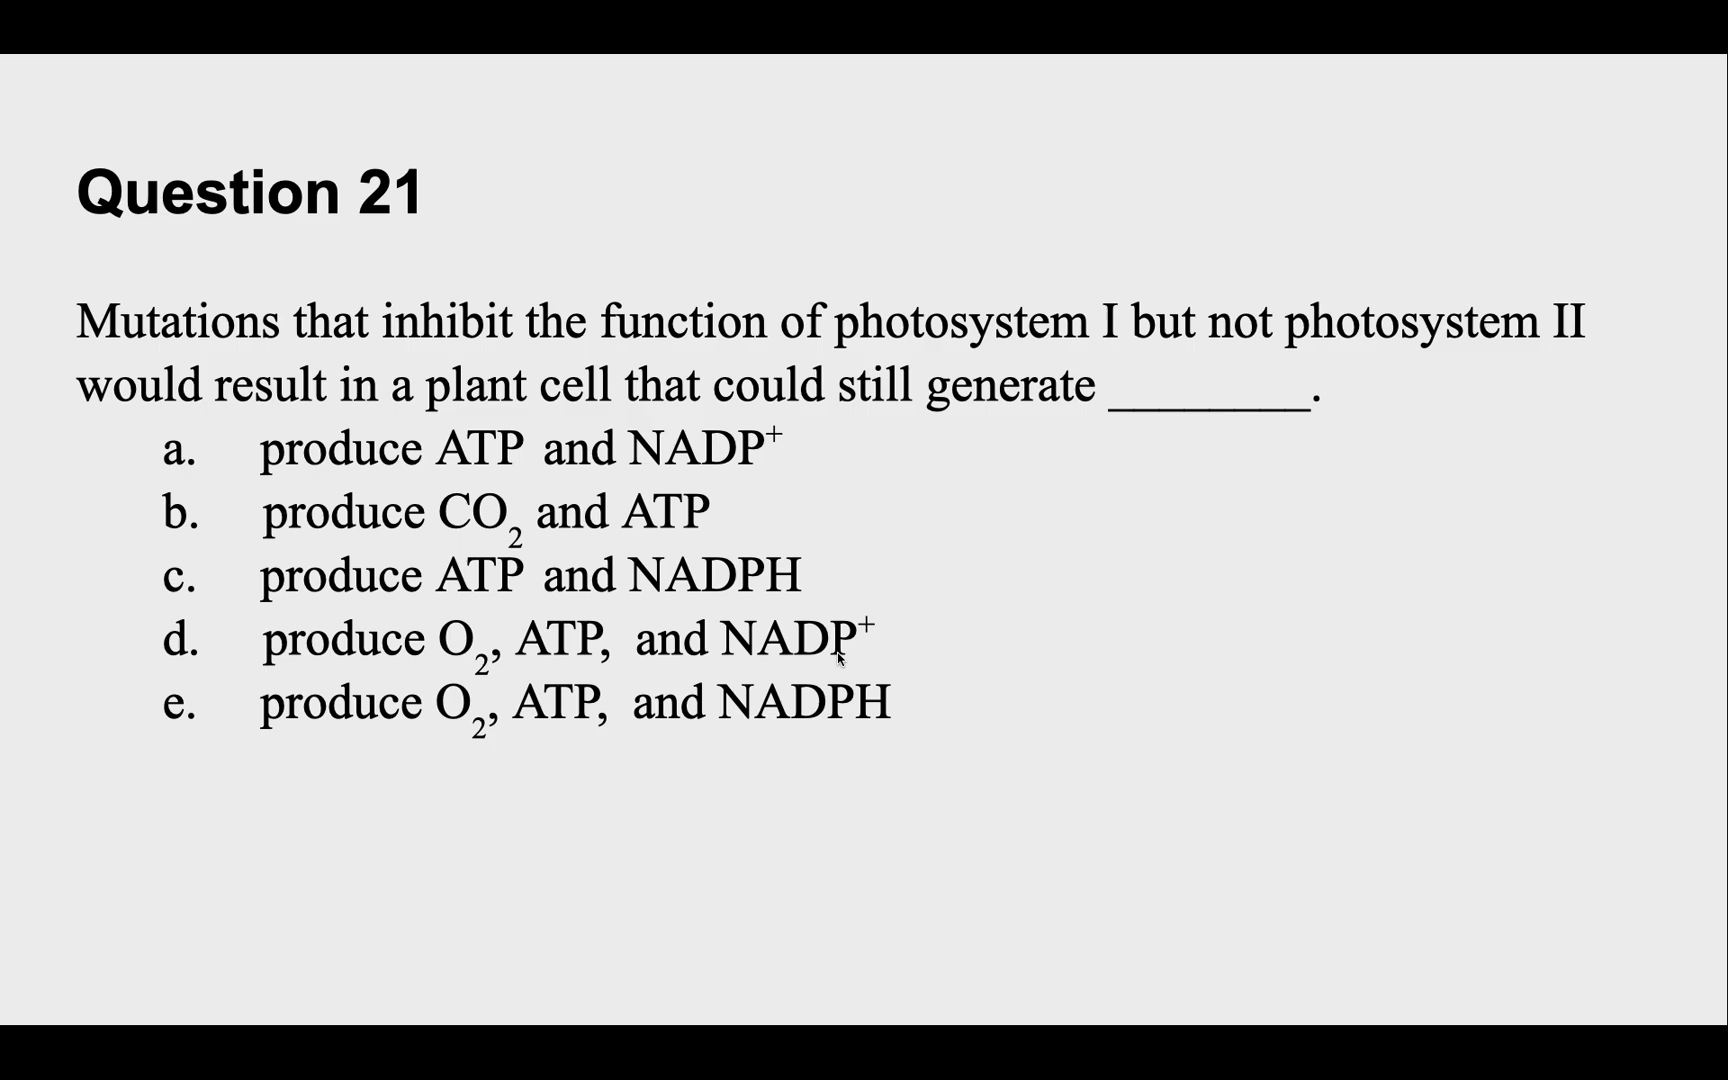 Question 21
Mutations that inhibit the function of photosystem I but not photosystem II
would result in a plant cell that could still generate ________.
a. produce ATP and NADP⁺
b. produce CO₂ and ATP
c. produce ATP and NADPH
d. produce O₂, ATP, and NADP⁺
e. produce O₂, ATP, and NADPH